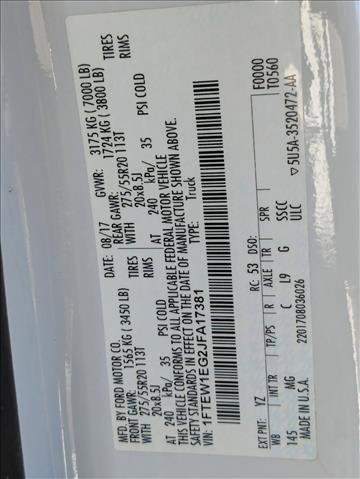 MFD. BY FORD MOTOR CO.
DATE: 08/17 GVWR: 3175 KG ( 7000 LB)
FRONT GAWR: 1565 KG (3450 LB) REAR GAWR: 1724 KG ( 3800 LB)
275/55R20 113T TIRES WITH 275/55R20 113T TIRES
20x8.5J RIMS 20x8.5J RIMS
AT 240 kPa/ 35 PSI COLD AT 240 kPa/ 35 PSI COLD
THIS VEHICLE CONFORMS TO ALL APPLICABLE FEDERAL MOTOR VEHICLE
SAFETY STANDARDS IN EFFECT ON THE DATE OF MANUFACTURE SHOWN ABOVE.
VIN: 1FTEW1EG2JFA17381 TYPE: Truck
F0000
T0560
EXT PNT: YZ RC: 53 DSO:
WB INT TR TP/PS R AXLE TR SPR
145 MG C L9 G SSCC
2201708036026 ULC
MADE IN U.S.A. ▽5U5A-3520472-AA